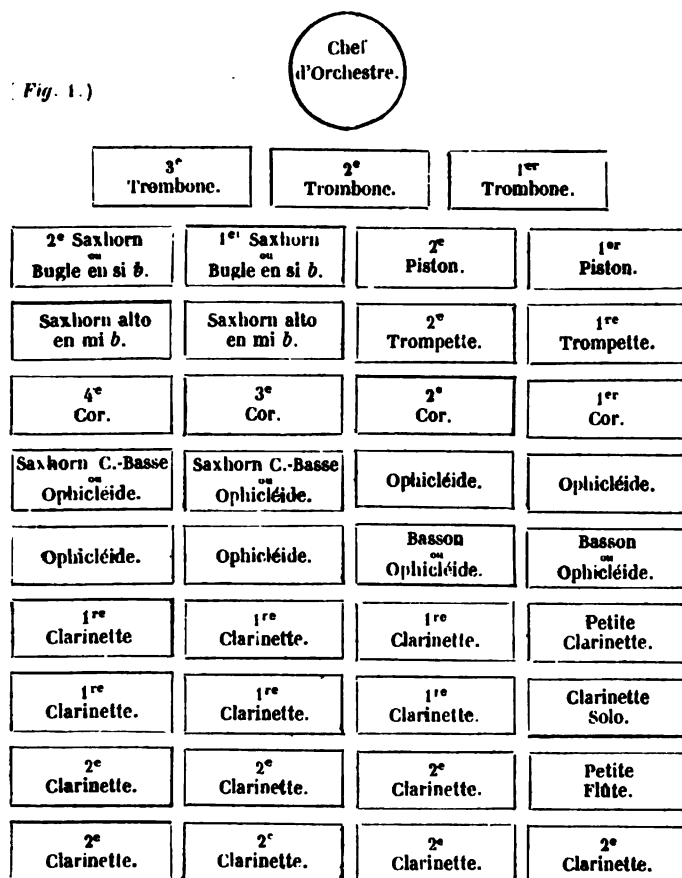 Chef
d'Orchestre.
(Fig. 1.)
3e 2e 1er
Trombone. Trombone. Trombone.
2e Saxhorn 1er Saxhorn 2e 1er
ou ou Piston. Piston.
Bugle en si b. Bugle en si b.
Saxhorn alto Saxhorn alto 2e 1re
en mi b. en mi b. Trompette. Trompette.
4e 3e 2e 1er
Cor. Cor. Cor. Cor.
Saxhorn C.-Basse Saxhorn C.-Basse Ophicléide. Ophicléide.
ou ou
Ophicléide. Ophicléide.
Ophicléide. Ophicléide. Basson Basson
ou ou
Ophicléide. Ophicléide.
1re 1re 1re Petite
Clarinette Clarinette. Clarinette. Clarinette.
1re 1re 1re Clarinette
Clarinette. Clarinette. Clarinette. Solo.
2e 2e 2e Petite
Clarinette. Clarinette. Clarinette. Flûte.
2e 2e 2e 2e
Clarinette. Clarinette. Clarinette. Clarinette.